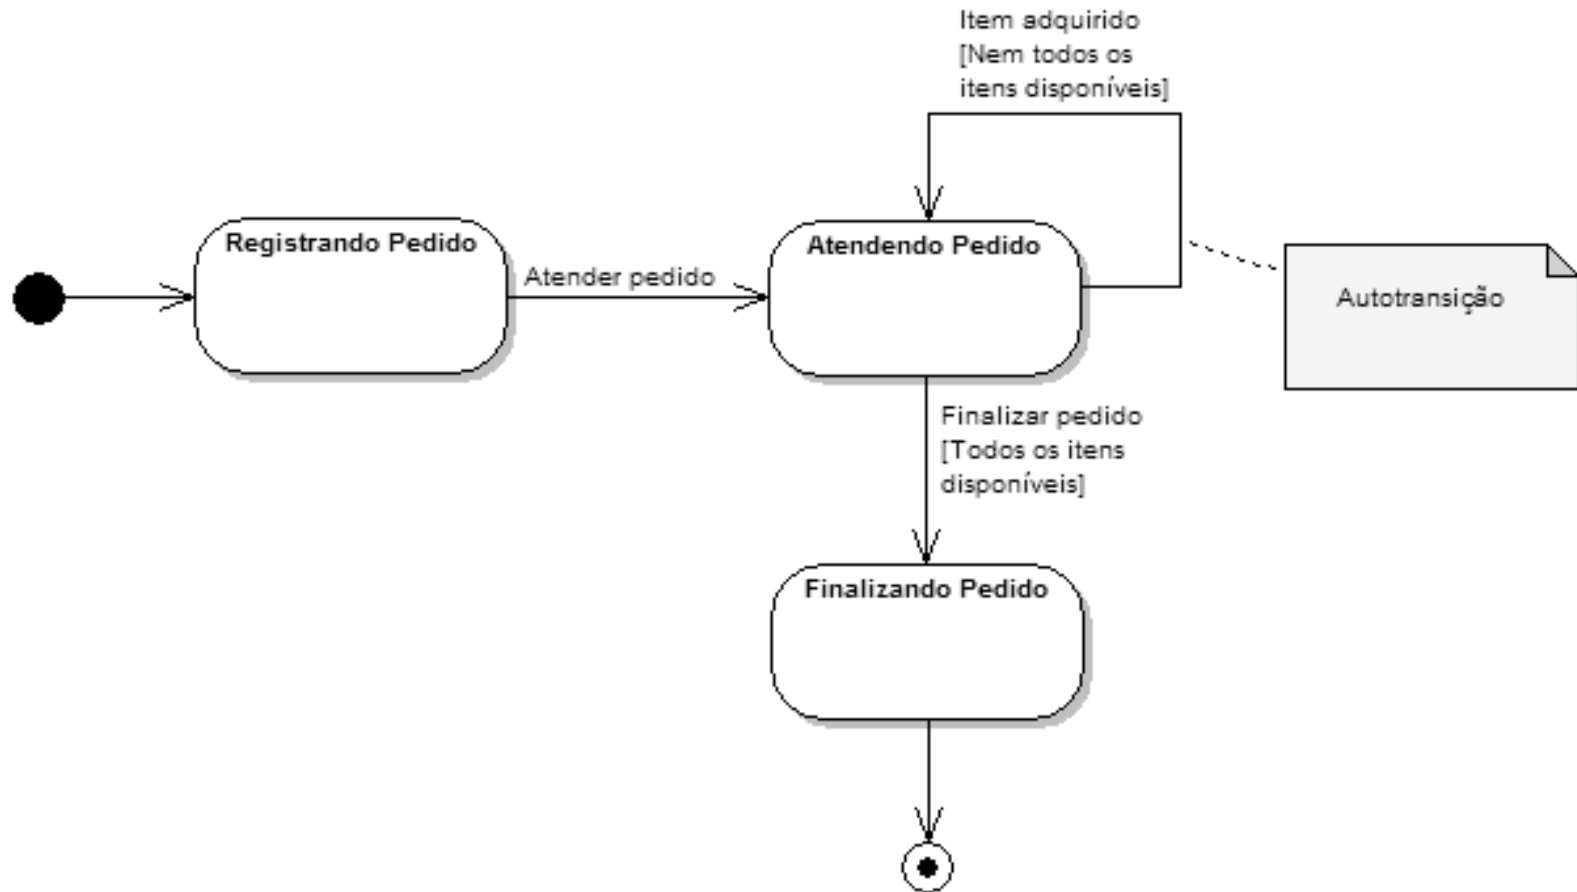 Item adquirido
[Nem todos os
itens disponíveis]
Registrando Pedido
Atender pedido
Atendendo Pedido
Autotransição
Finalizar pedido
[Todos os itens
disponíveis]
Finalizando Pedido